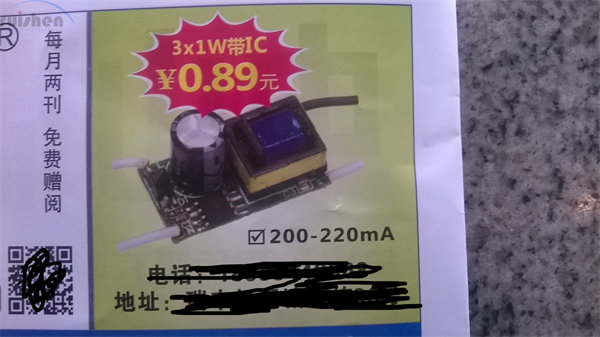 ®
每月两刊 免费赠阅
3x1W带IC
¥0.89元
☑200-220mA
电话:
地址: